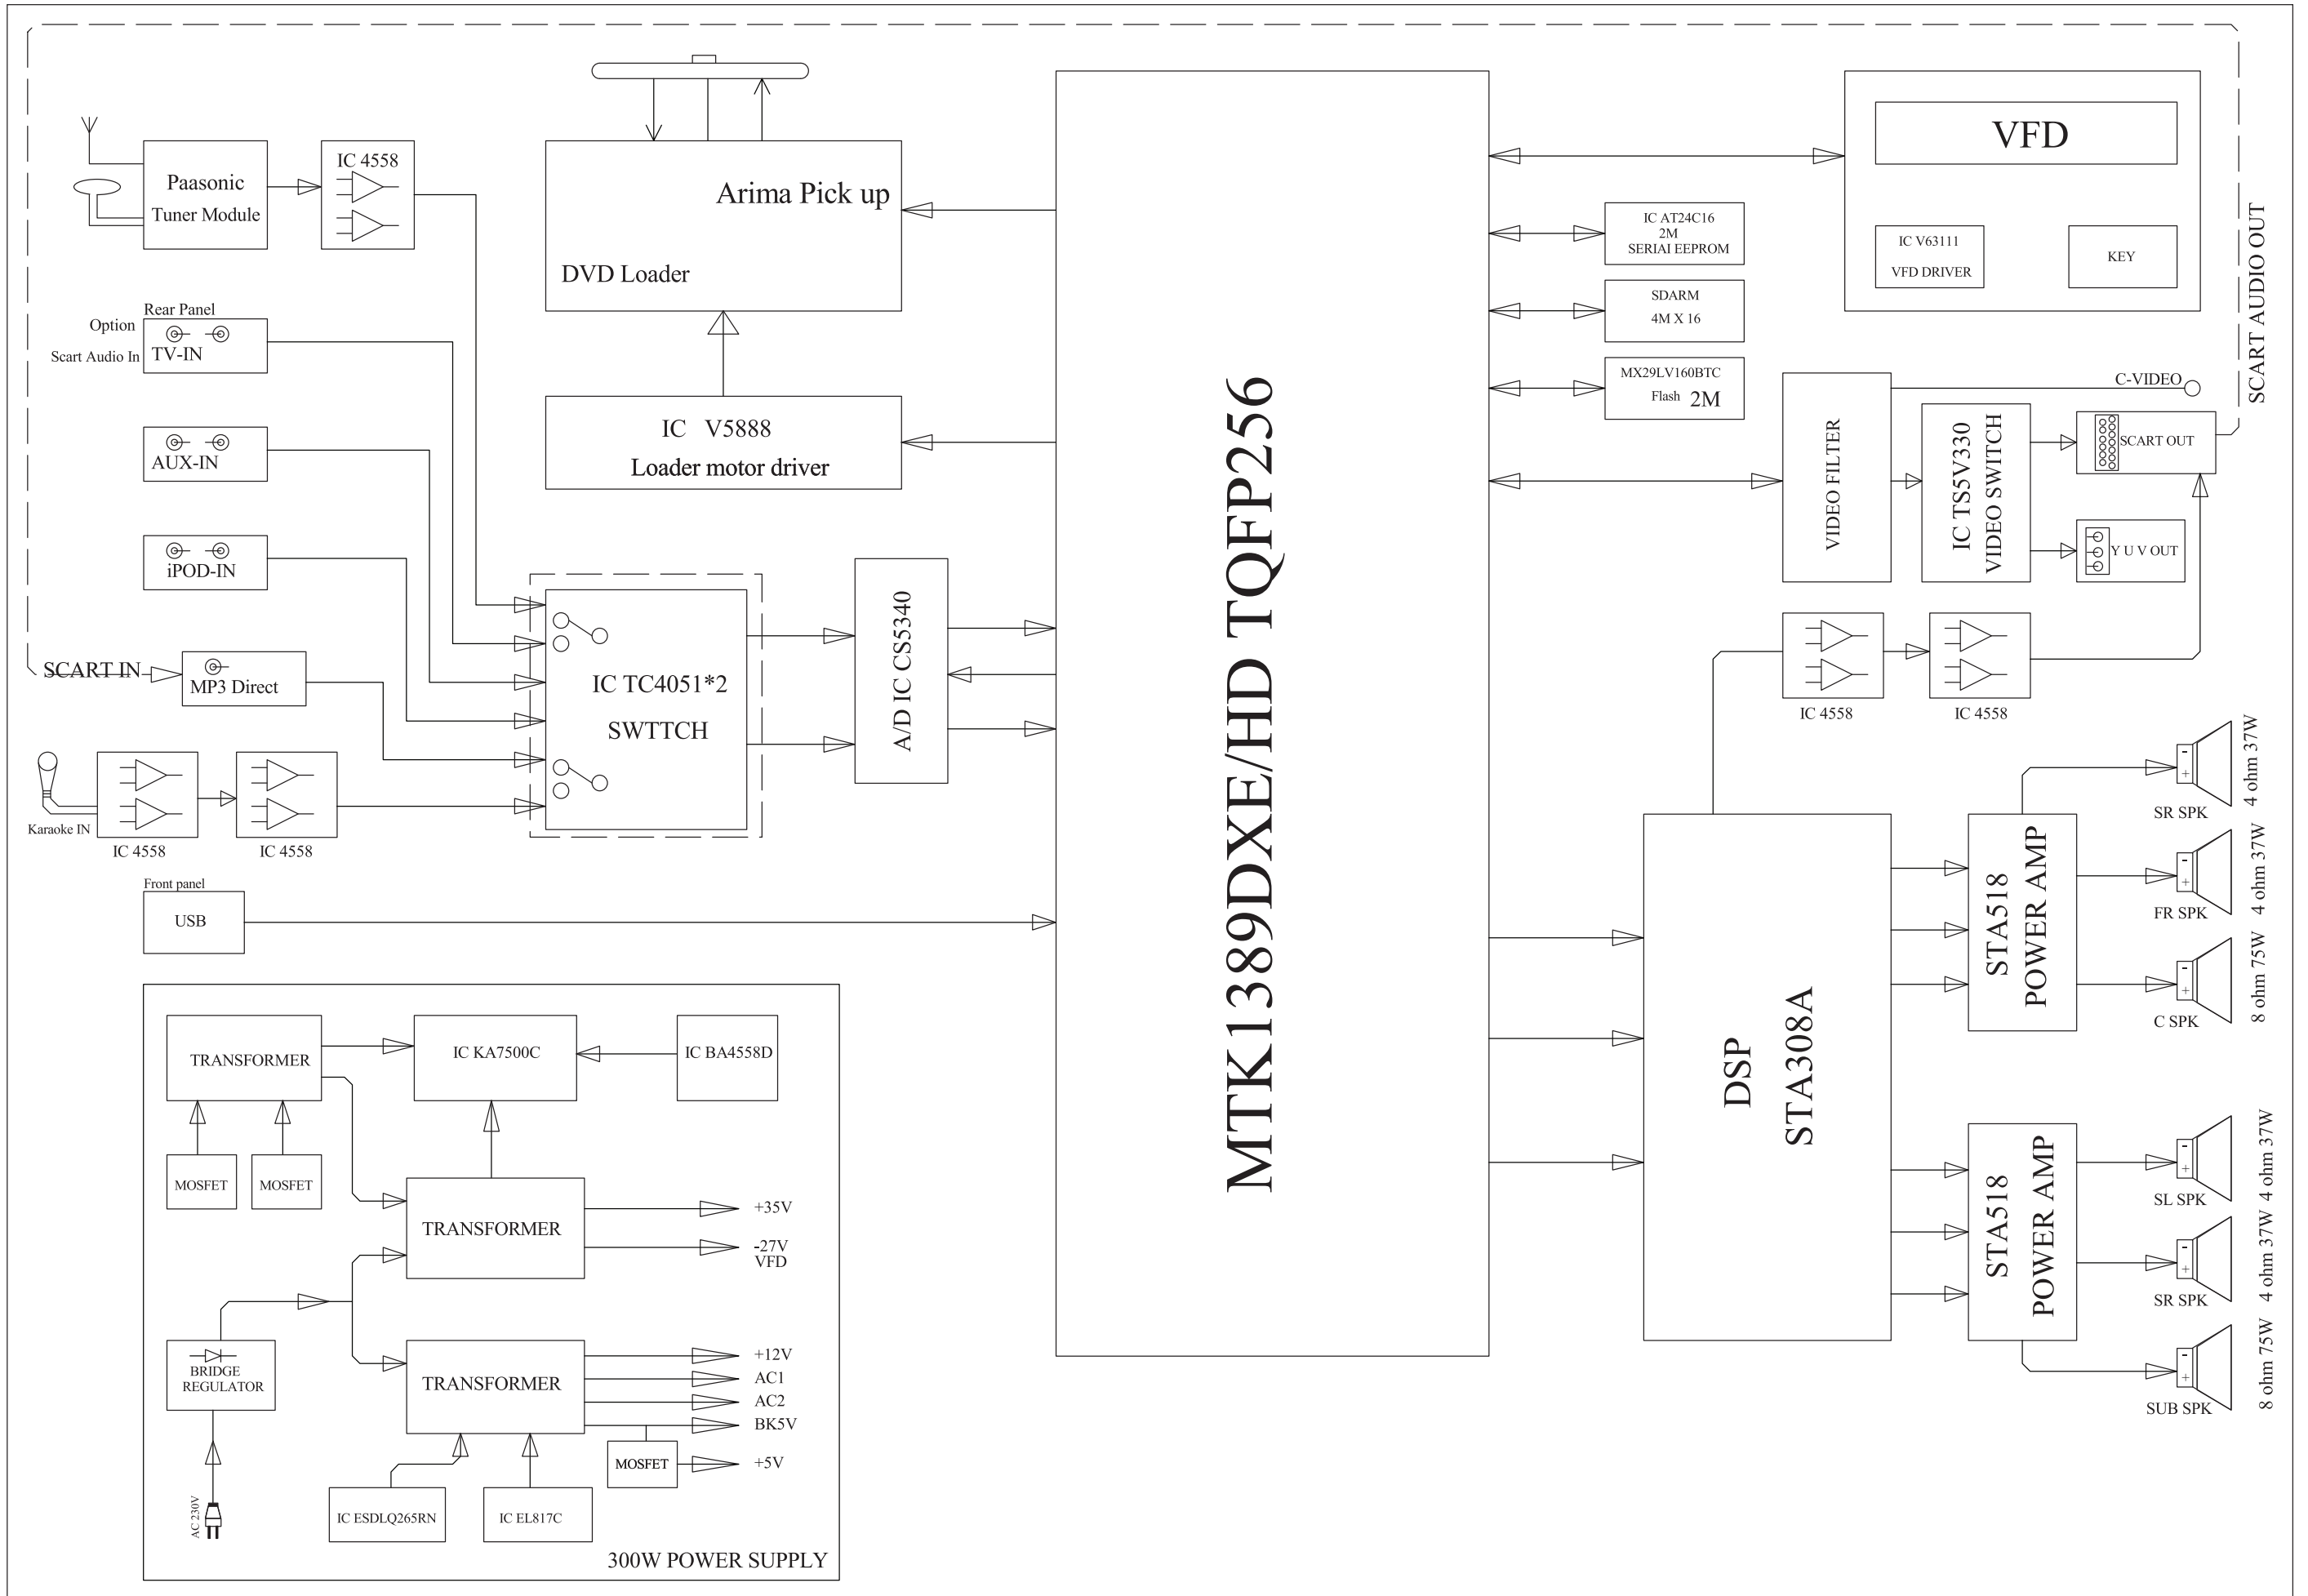 Paasonic
Tuner Module
IC 4558
Arima Pick up
DVD Loader
IC V5888
Loader motor driver
Rear Panel
Option
Scart Audio In
TV-IN
AUX-IN
iPOD-IN
SCART IN
MP3 Direct
Karaoke IN
IC 4558
IC 4558
IC TC4051*2
SWTTCH
A/D IC CS5340
Front panel
USB
MTK1389DXE/HD TQFP256
VFD
IC V63111
VFD DRIVER
KEY
IC AT24C16
2M
SERIAI EEPROM
SDARM
4M X 16
MX29LV160BTC
Flash 2M
SCART AUDIO OUT
C-VIDEO
VIDEO FILTER
IC TS5V330
VIDEO SWITCH
SCART OUT
Y U V OUT
IC 4558
IC 4558
DSP
STA308A
STA518
POWER AMP
SR SPK
4 ohm 37W
FR SPK
4 ohm 37W
C SPK
8 ohm 75W
STA518
POWER AMP
SL SPK
4 ohm 37W
SR SPK
4 ohm 37W
SUB SPK
8 ohm 75W
TRANSFORMER
IC KA7500C
IC BA4558D
MOSFET
MOSFET
TRANSFORMER
+35V
-27V
VFD
BRIDGE
REGULATOR
TRANSFORMER
+12V
AC1
AC2
BK5V
MOSFET
+5V
AC 230V
IC ESDLQ265RN
IC EL817C
300W POWER SUPPLY